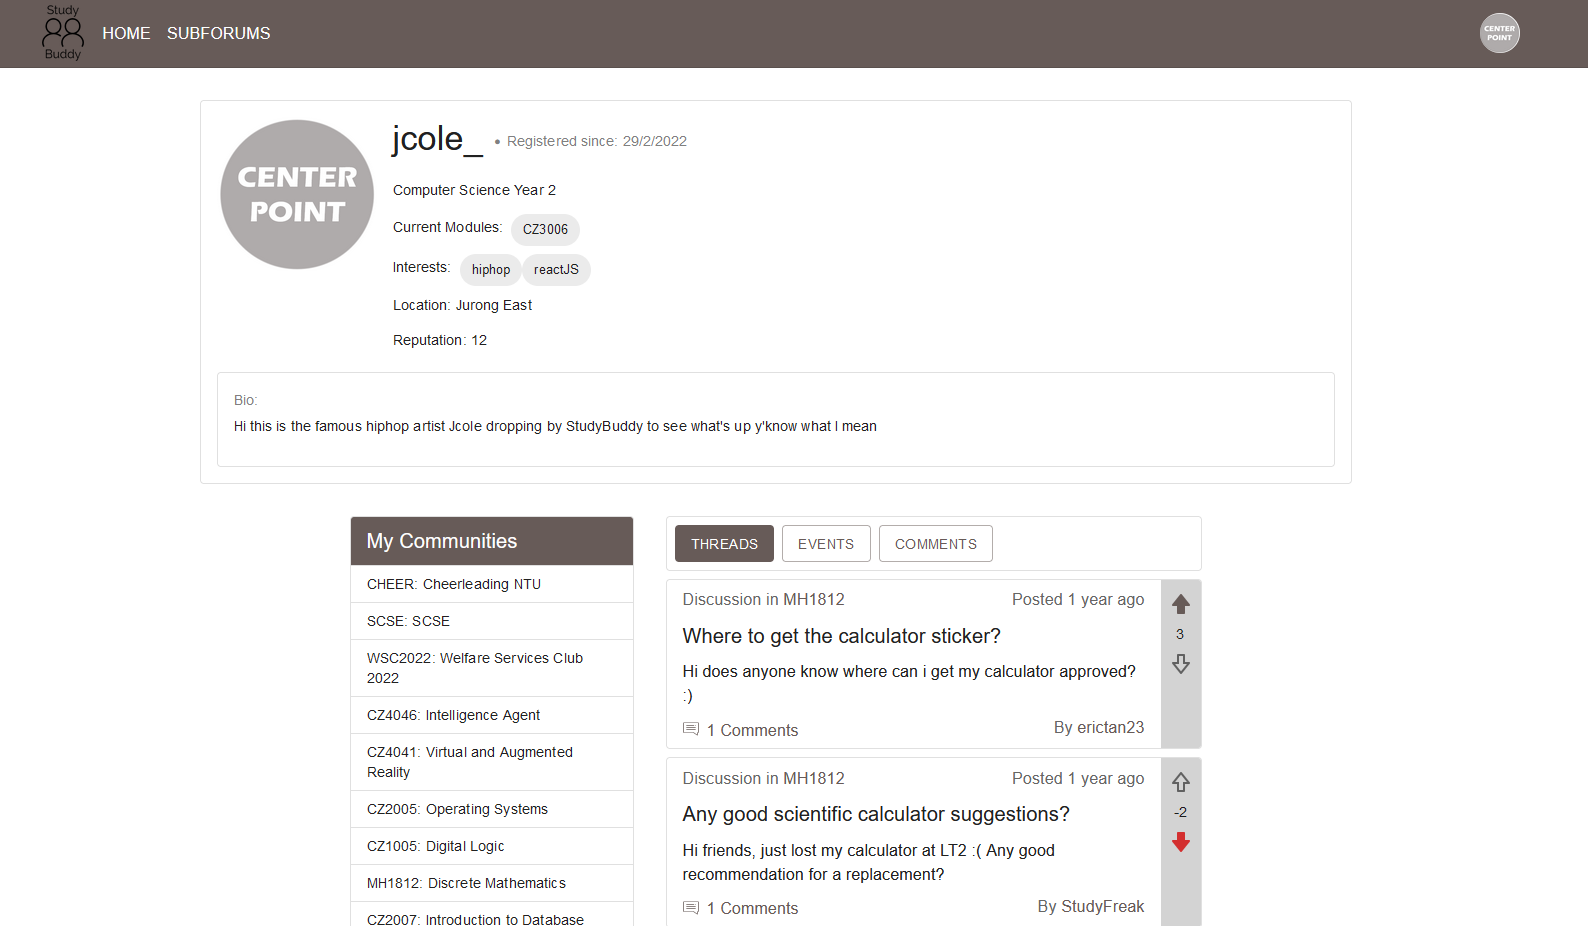 Study
Buddy
HOME
SUBFORUMS
CENTER
POINT
CENTER
POINT
jcole_ • Registered since: 29/2/2022
Computer Science Year 2
Current Modules: CZ3006
Interests: hiphop reactJS
Location: Jurong East
Reputation: 12
Bio:
Hi this is the famous hiphop artist Jcole dropping by StudyBuddy to see what's up y'know what I mean
My Communities
CHEER: Cheerleading NTU
SCSE: SCSE
WSC2022: Welfare Services Club
2022
CZ4046: Intelligence Agent
CZ4041: Virtual and Augmented
Reality
CZ2005: Operating Systems
CZ1005: Digital Logic
MH1812: Discrete Mathematics
CZ2007: Introduction to Database
THREADS
EVENTS
COMMENTS
Discussion in MH1812
Posted 1 year ago
Where to get the calculator sticker?
Hi does anyone know where can i get my calculator approved?
:)
1 Comments
By erictan23
3
Discussion in MH1812
Posted 1 year ago
Any good scientific calculator suggestions?
Hi friends, just lost my calculator at LT2 :( Any good
recommendation for a replacement?
1 Comments
By StudyFreak
-2